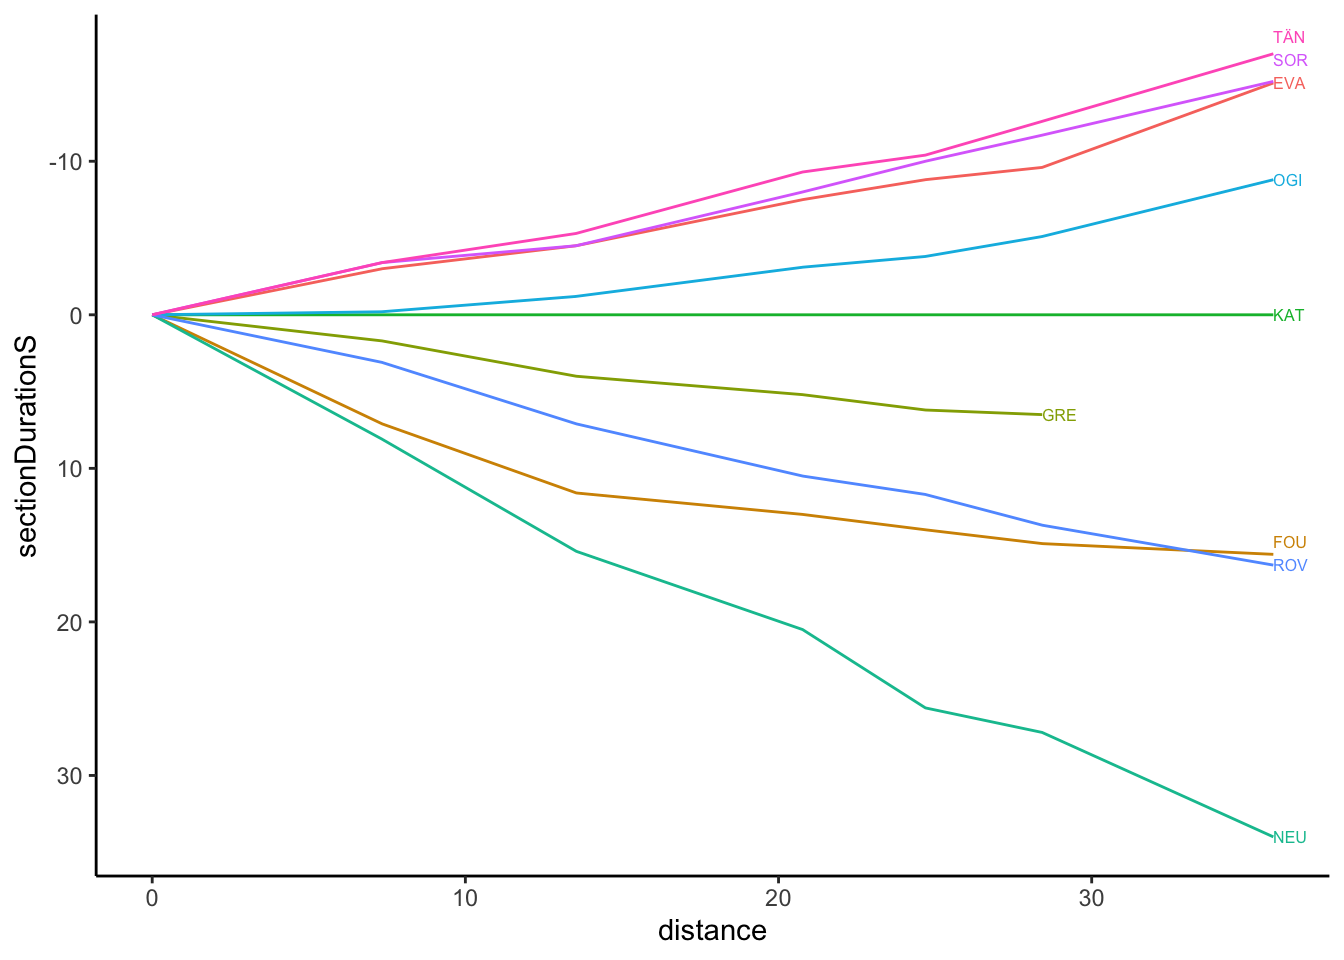 TÄN
SOR
EVA
-10
OGI
0
KAT
sectionDurationS
GRE
10
FOU
ROV
20
30
NEU
0 10 20 30
distance